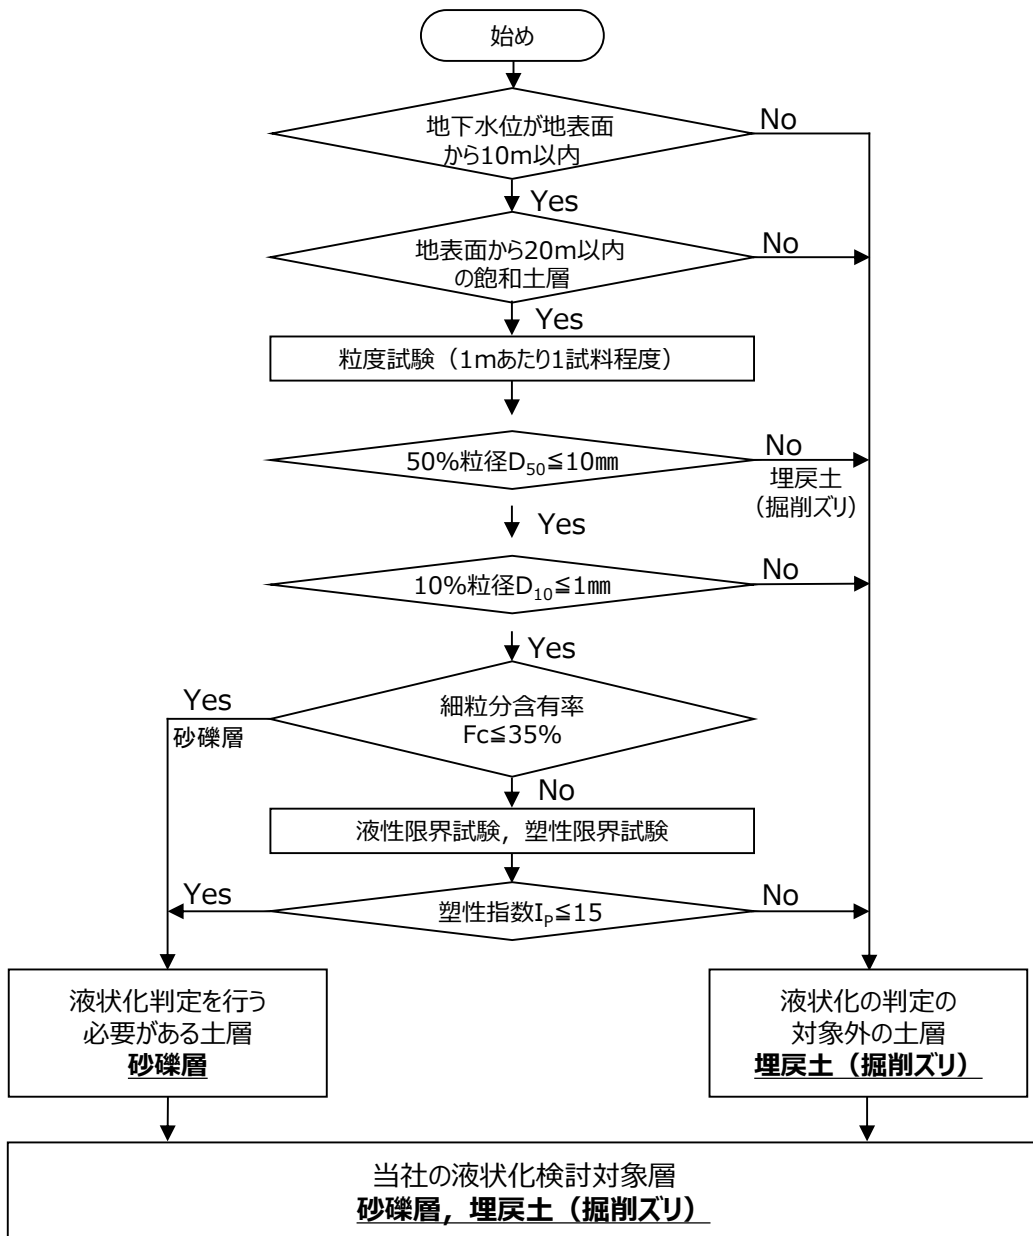 始め
地下水位が地表面
から10m以内
No
Yes
地表面から20m以内
の飽和土層
No
Yes
粒度試験（1mあたり1試料程度）
50%粒径D50≦10㎜
No
埋戻土
（掘削ズリ）
Yes
10%粒径D10≦1㎜
No
Yes
細粒分含有率
Fc≦35%
Yes
砂礫層
No
液性限界試験，塑性限界試験
塑性指数IP≦15
Yes
No
液状化判定を行う
必要がある土層
砂礫層
液状化の判定の
対象外の土層
埋戻土（掘削ズリ）
当社の液状化検討対象層
砂礫層，埋戻土（掘削ズリ）